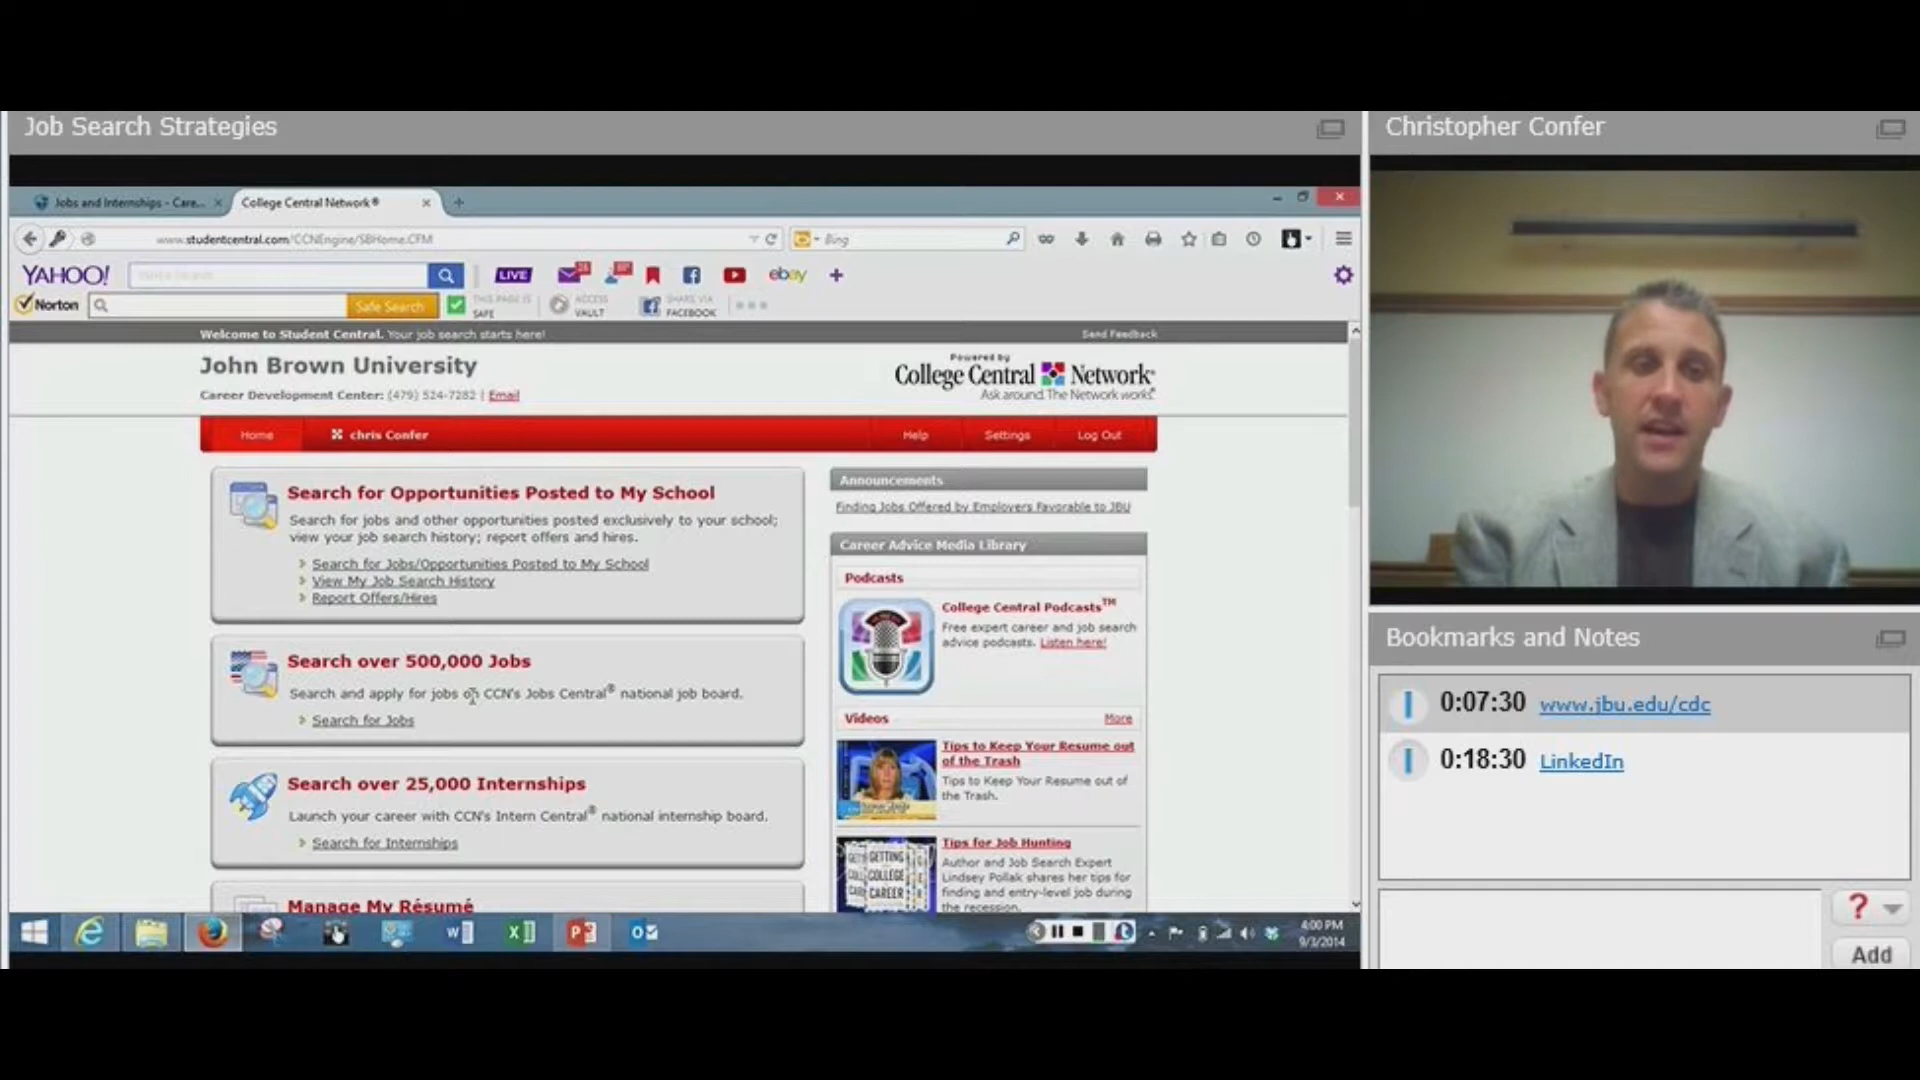 Job Search Strategies
Jobs and Internships - Care...
College Central Network®
www.studentcentral.com/CCNEngine/SBHome.CFM
Bing
YAHOO!
LIVE
ebay
Norton
Safe Search
THIS PAGE IS
SAFE
ACCESS
VAULT
SHARE VIA
FACEBOOK
Welcome to Student Central. Your job search starts here!
Send Feedback
John Brown University
Career Development Center: (479) 524-7282 | Email
Powered by
College Central Network®
Ask around. The Network works®
Home
chris Confer
Help
Settings
Log Out
Search for Opportunities Posted to My School
Search for jobs and other opportunities posted exclusively to your school;
view your job search history; report offers and hires.
Search for Jobs/Opportunities Posted to My School
View My Job Search History
Report Offers/Hires
Search over 500,000 Jobs
Search and apply for jobs on CCN's Jobs Central® national job board.
Search for Jobs
Search over 25,000 Internships
Launch your career with CCN's Intern Central® national internship board.
Search for Internships
Manage My Résumé
Announcements
Finding Jobs Offered by Employers Favorable to JBU
Career Advice Media Library
Podcasts
College Central Podcasts™
Free expert career and job search
advice podcasts. Listen here!
Videos
More
Tips to Keep Your Resume out
of the Trash
Tips to Keep Your Resume out of
the Trash.
GETTING
COLLEGE
CAREER
Tips for Job Hunting
Author and Job Search Expert
Lindsey Pollak shares her tips for
finding and entry-level job during
the recession.
4:00 PM
9/3/2014
Christopher Confer
Bookmarks and Notes
0:07:30 www.jbu.edu/cdc
0:18:30 LinkedIn
?
Add